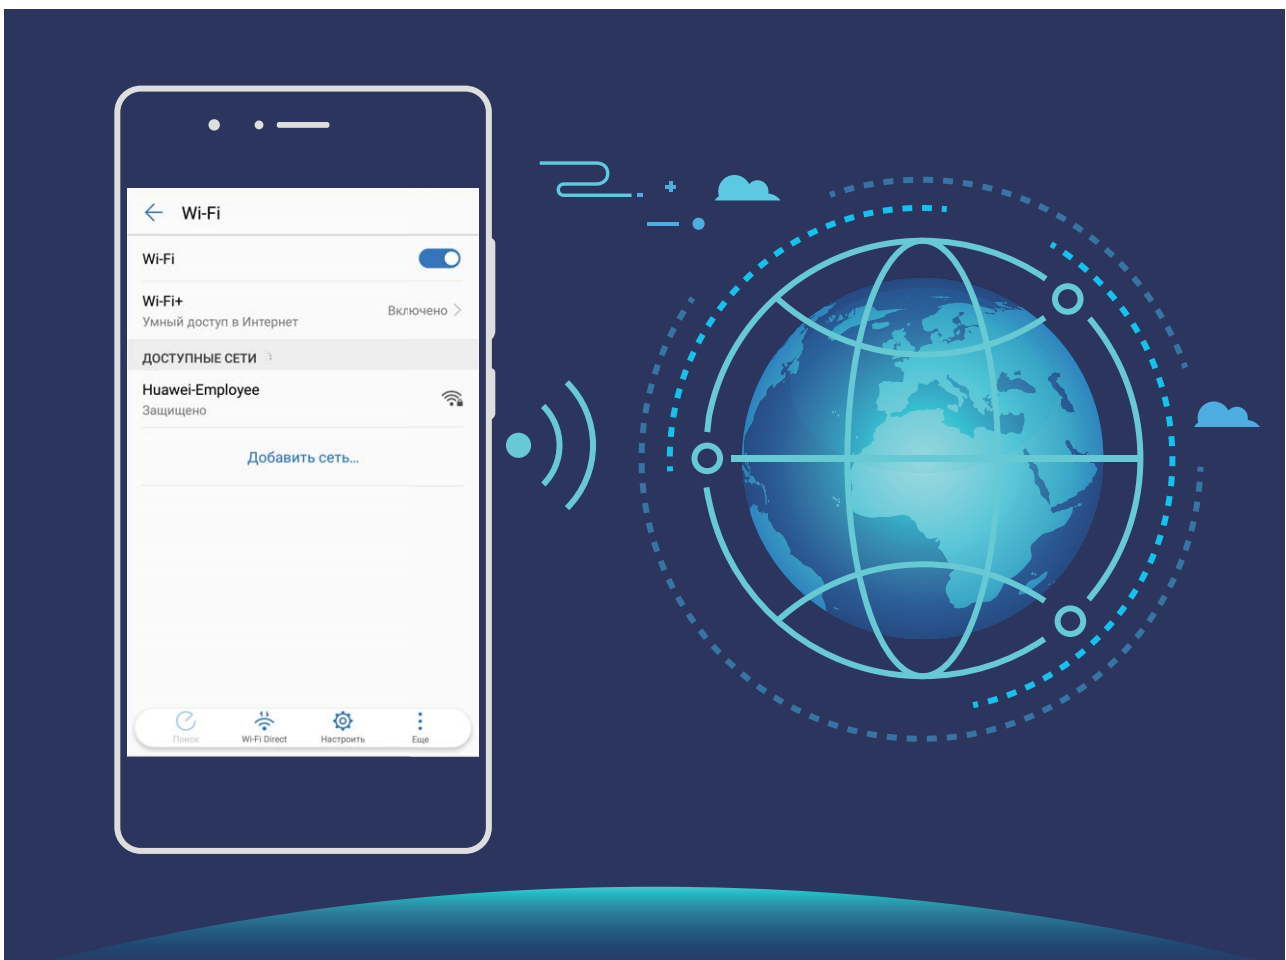 Wi-Fi
Wi-Fi
Wi-Fi+
Умный доступ в Интернет
Включено
ДОСТУПНЫЕ СЕТИ
Huawei-Employee
Защищено
Добавить сеть...
Поиск
Wi-Fi Direct
Настроить
Еще